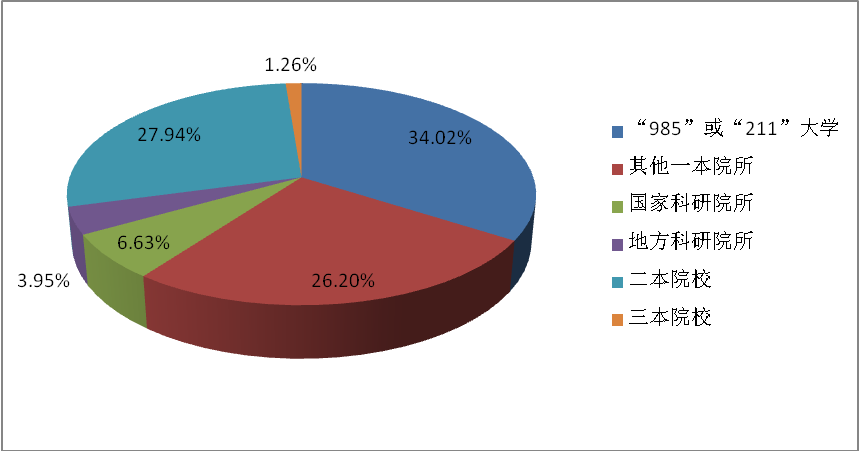 1.26%
27.94%
34.02%
6.63%
3.95%
26.20%
“985”或“211”大学
其他一本院所
国家科研院所
地方科研院所
二本院校
三本院校